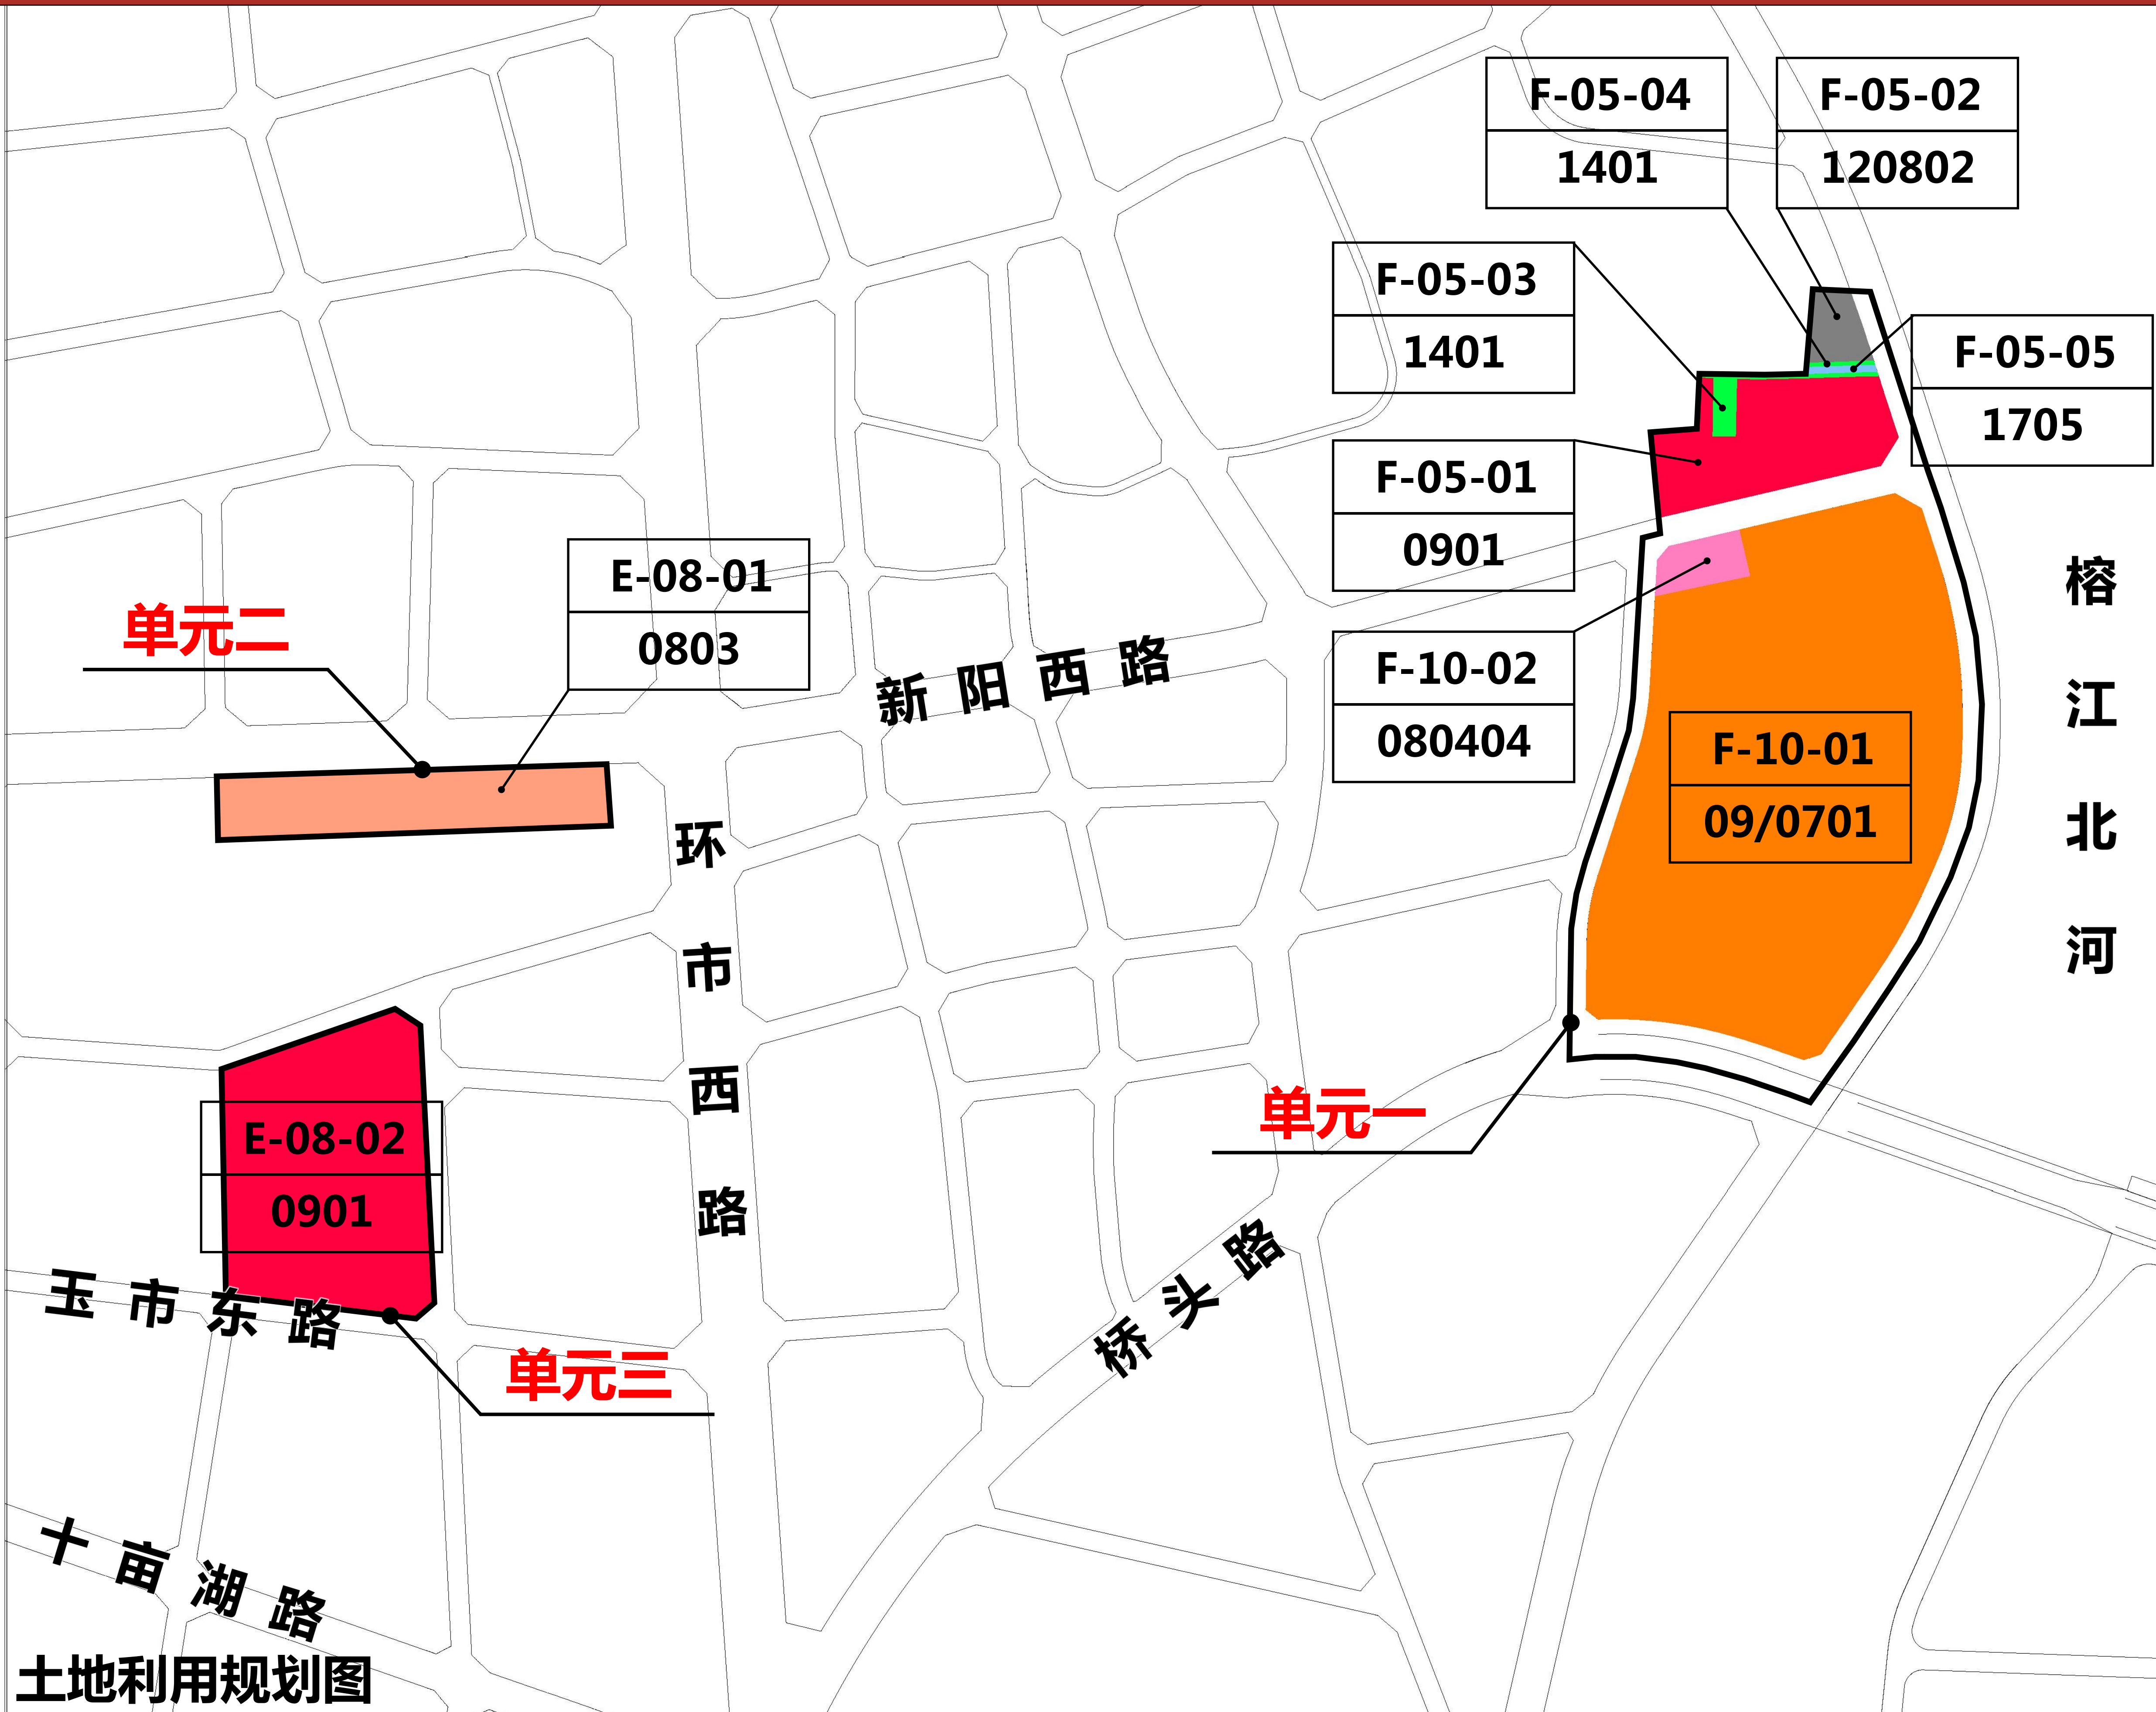 F-05-04
1401
F-05-02
120802
F-05-03
1401
F-05-05
1705
F-05-01
0901
E-08-01
0803
单元二
新阳西路
F-10-02
080404
F-10-01
09/0701
榕江北河
环市西路
E-08-02
0901
单元一
玉市东路
单元三
桥头路
十亩湖路
土地利用规划图